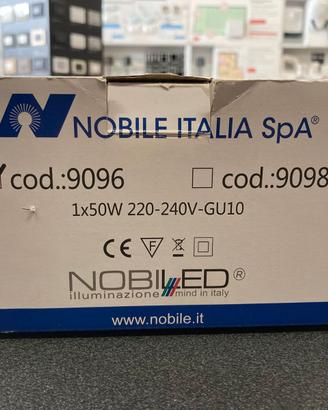 NOBILE ITALIA SpA®
cod.:9096 cod.:9098
1x50W 220-240V-GU10
CE F
NOBILED®
illuminazione mind in italy
www.nobile.it